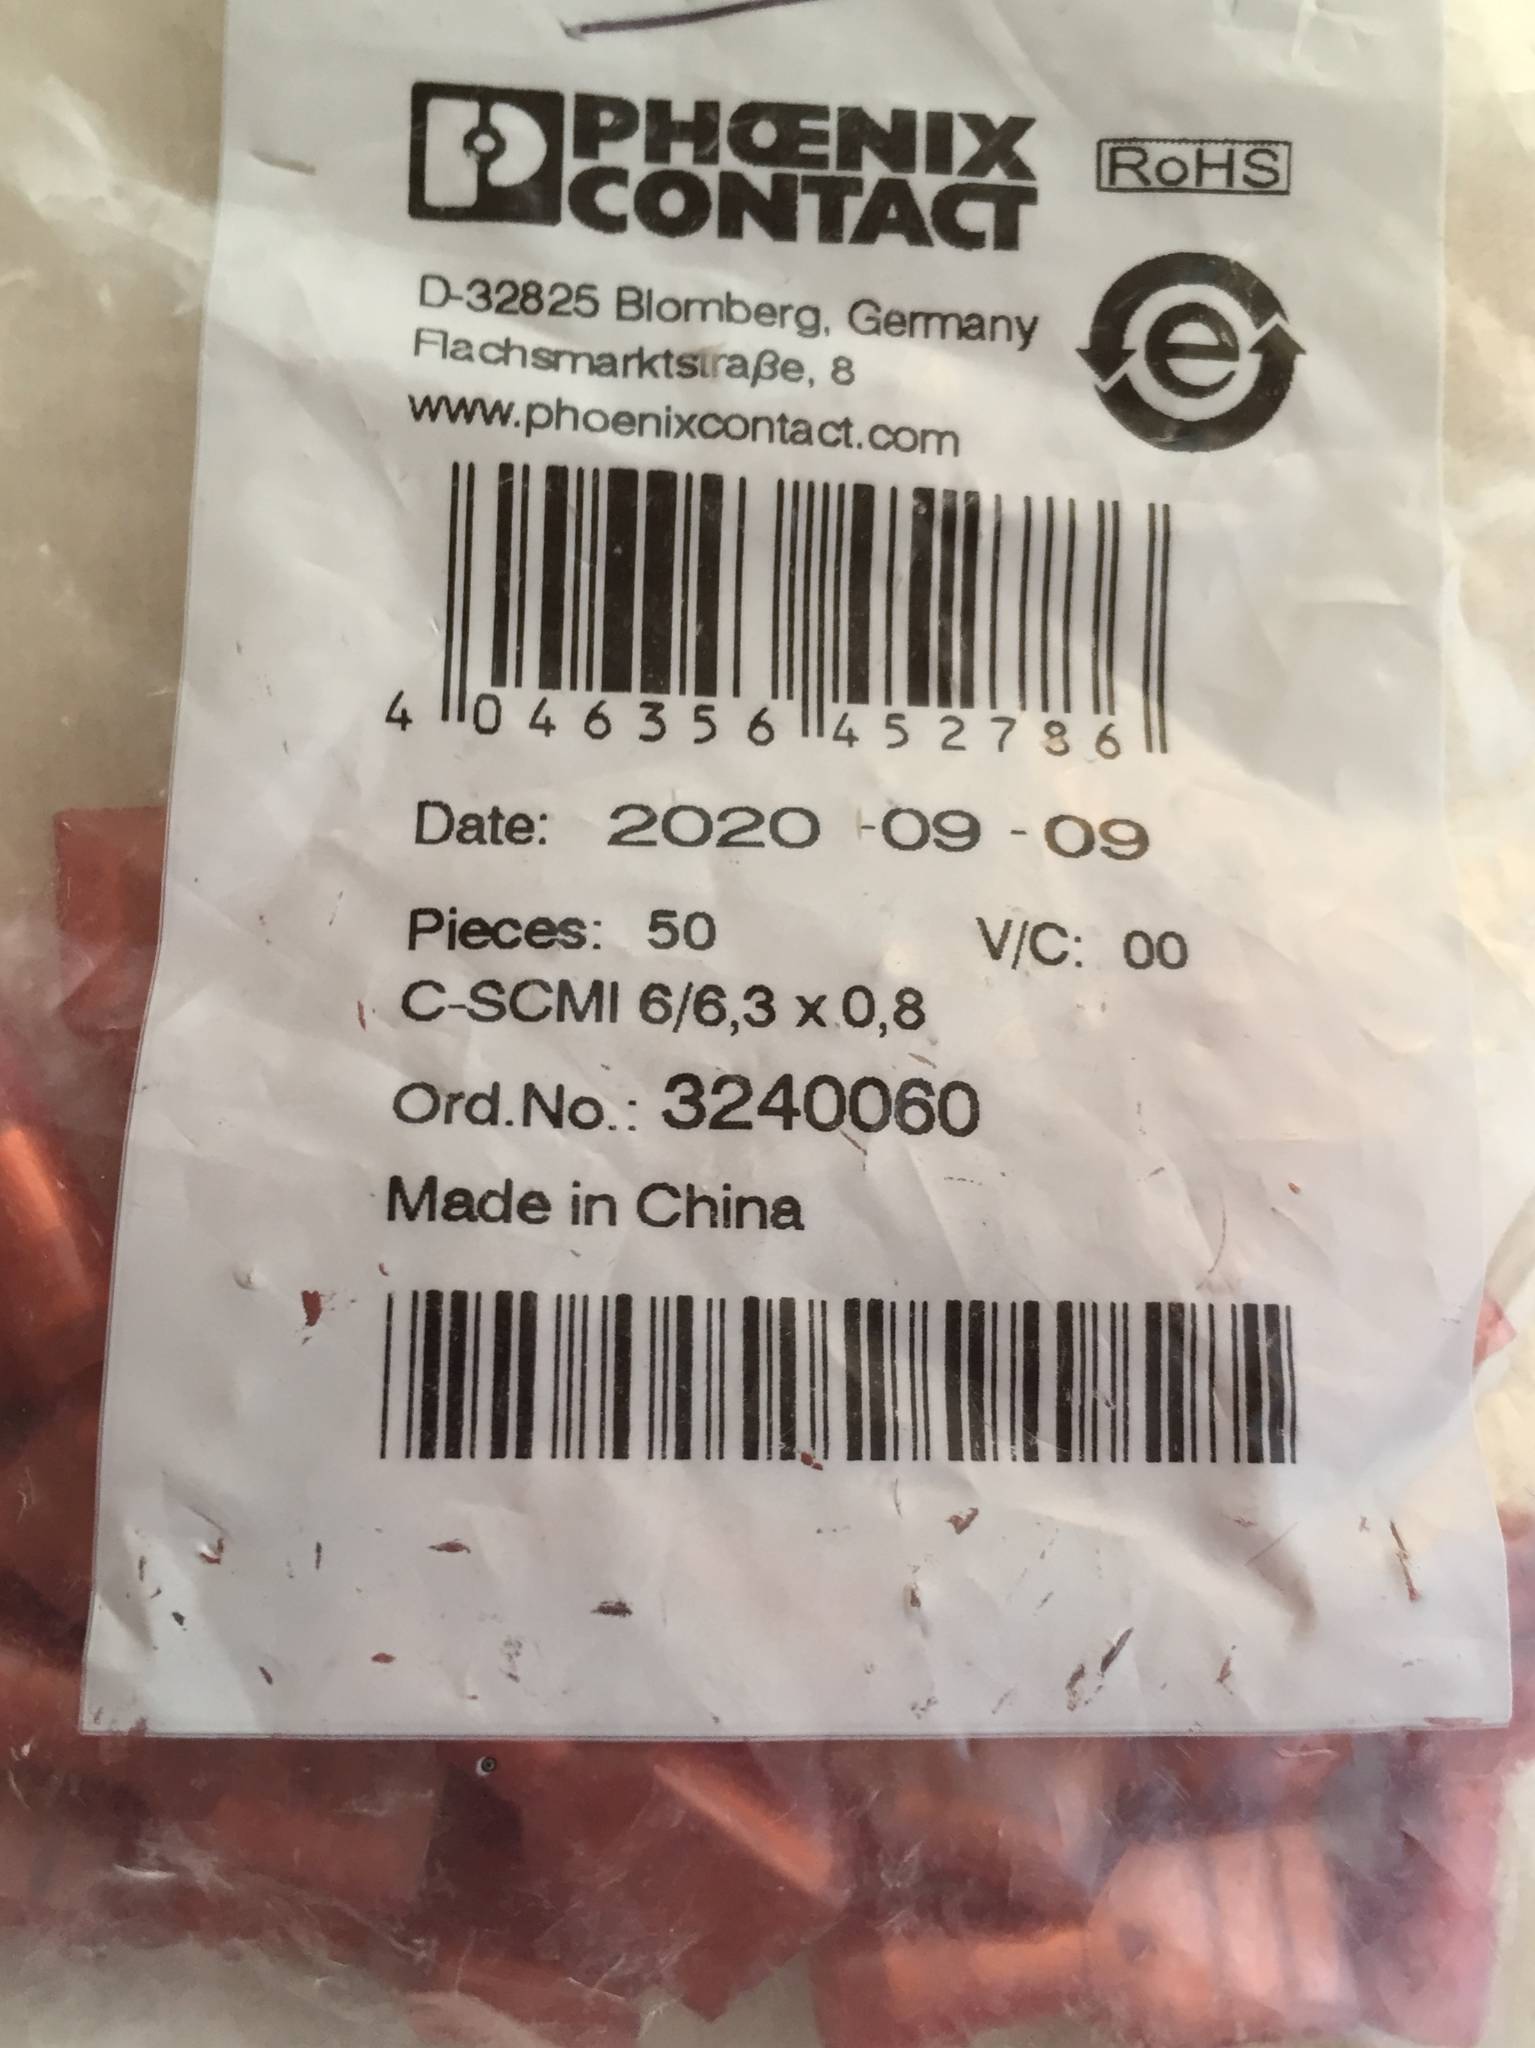 PHŒNIX
CONTACT
RoHS
D-32825 Blomberg, Germany
Flachsmarktstraße, 8
www.phoenixcontact.com
e
4 046356 452786
Date: 2020 -09 - 09
Pieces: 50 V/C: 00
C-SCMI 6/6,3 x 0,8
Ord.No.: 3240060
Made in China